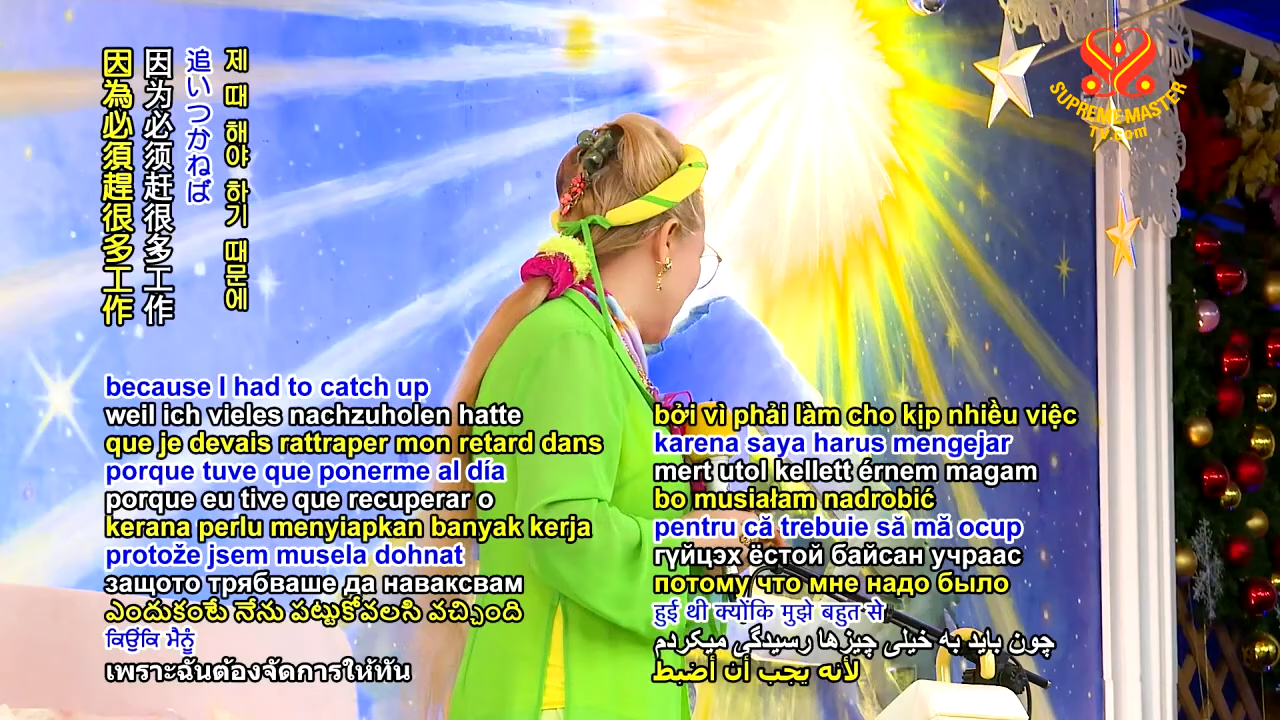 제 때 해야 하기 때문에
追いつかねば
因为必须赶很多工作
因為必須趕很多工作
SUPREME MASTER
TV.com
because I had to catch up
weil ich vieles nachzuholen hatte
que je devais rattraper mon retard dans
porque tuve que ponerme al día
porque eu tive que recuperar o
kerana perlu menyiapkan banyak kerja
protože jsem musela dohnat
защото трябваше да наваксвам
ఎందుకంటే నేను పట్టుకోవలసి వచ్చింది
ਕਿਉਂਕਿ ਮੈਨੂੰ
เพราะฉันต้องจัดการให้ทัน
bởi vì phải làm cho kịp nhiều việc
karena saya harus mengejar
mert utol kellett érnem magam
bo musiałam nadrobić
pentru că trebuie să mă ocup
гүйцэх ёстой байсан учраас
потому что мне надо было
हुई थी क्योंकि मुझे बहुत से
چون باید به خیلی چیزها رسیدگی میکردم
لأنه يجب أن أضبط